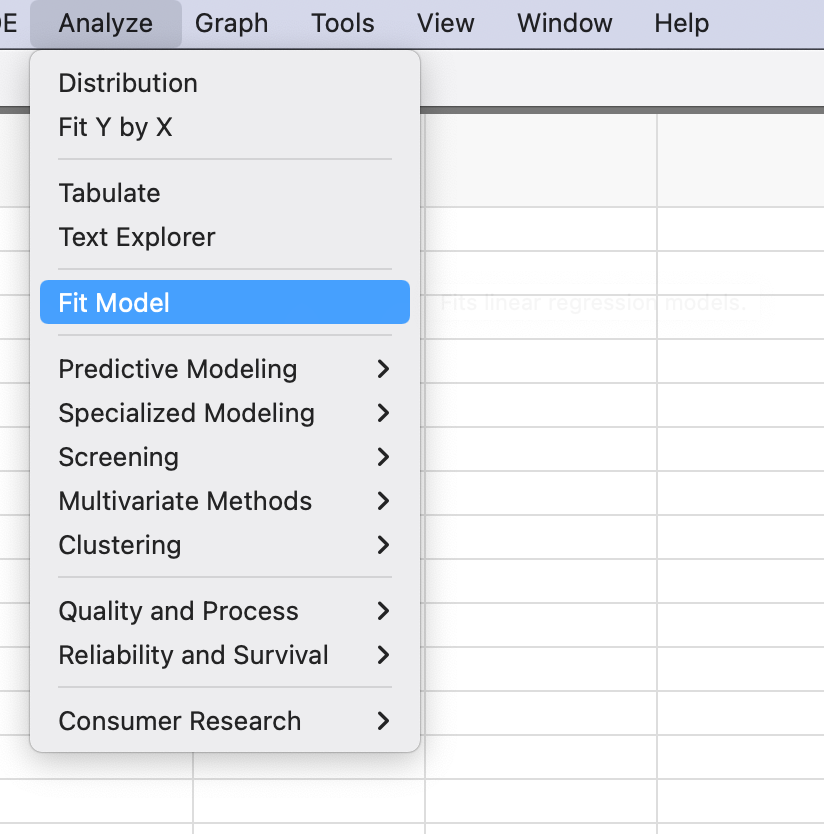 Analyze Graph Tools View Window Help
Distribution
Fit Y by X
Tabulate
Text Explorer
Fit Model
Fits linear regression models.
Predictive Modeling
Specialized Modeling
Screening
Multivariate Methods
Clustering
Quality and Process
Reliability and Survival
Consumer Research